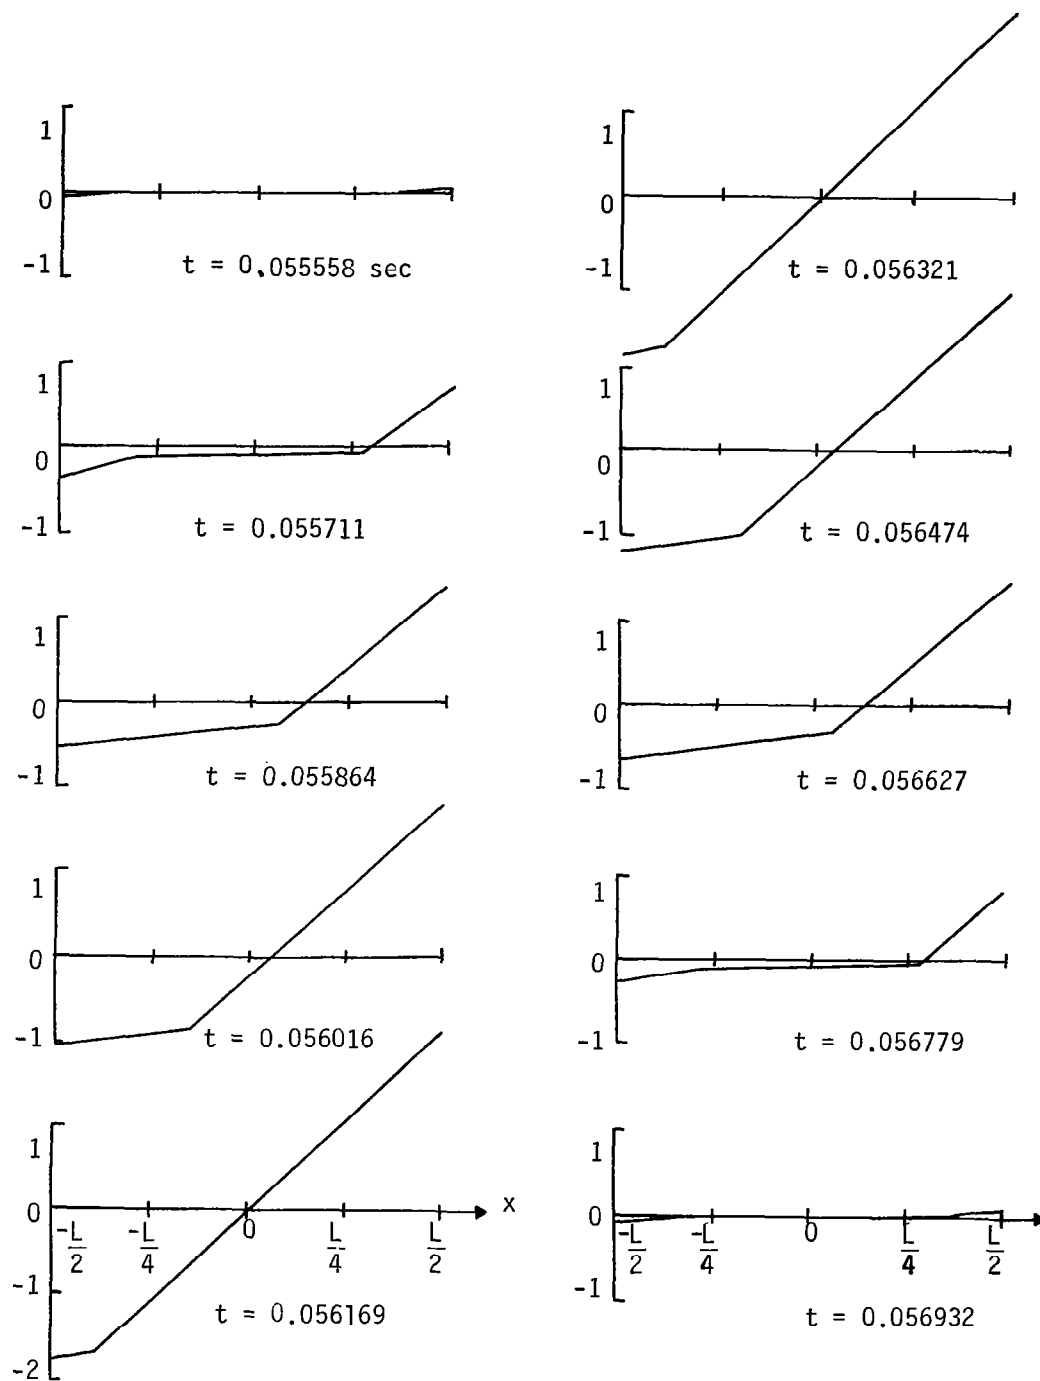 1
0
-1
t = 0.055558 sec
1
0
-1
t = 0.055711
1
0
-1
t = 0.055864
1
0
-1
t = 0.056016
1
0
-1
-2
-L/2 -L/4 0 L/4 L/2 x
t = 0.056169
1
0
-1
t = 0.056321
1
0
-1
t = 0.056474
1
0
-1
t = 0.056627
1
0
-1
t = 0.056779
1
0
-1
-L/2 -L/4 0 L/4 L/2
t = 0.056932